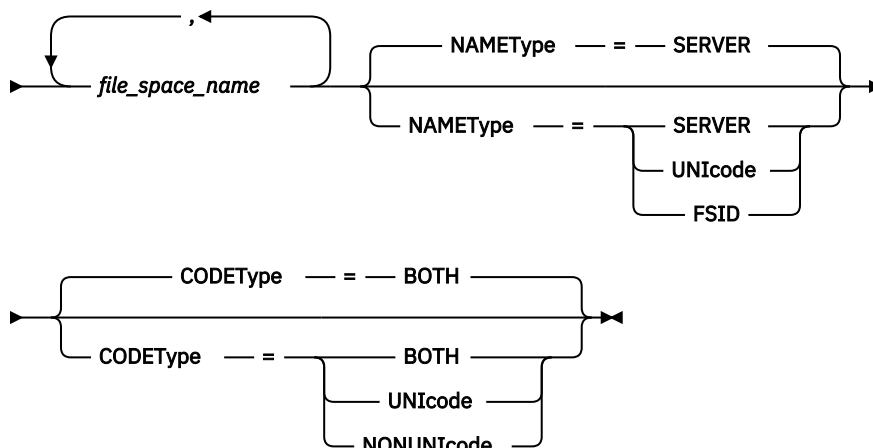 ,
file_space_name
NAMEType = SERVER
NAMEType = SERVER
UNIcode
FSID
CODEType = BOTH
CODEType = BOTH
UNIcode
NONUNIcode